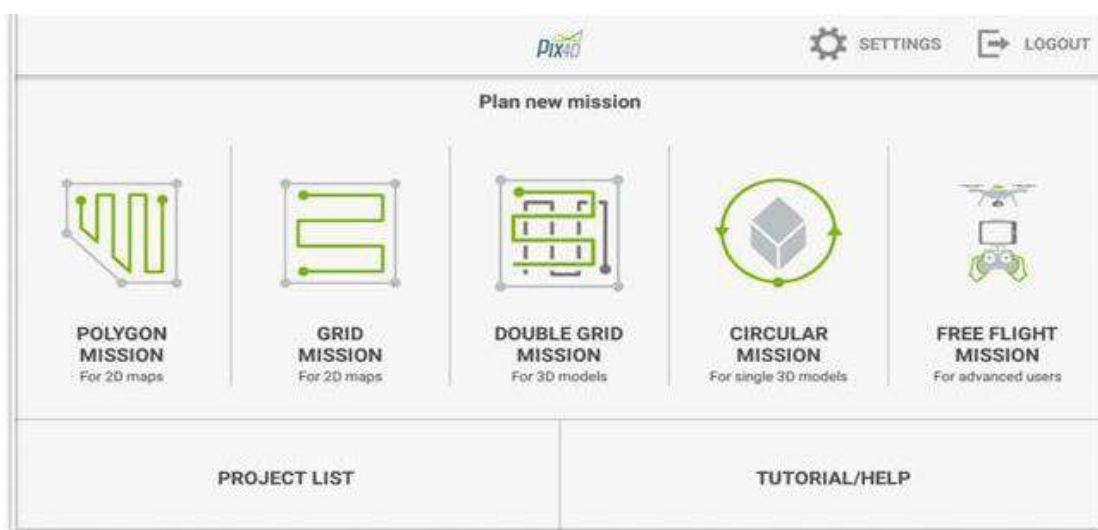 PIX4D
SETTINGS
LOGOUT
Plan new mission
POLYGON
MISSION
For 2D maps
GRID
MISSION
For 2D maps
DOUBLE GRID
MISSION
For 3D models
CIRCULAR
MISSION
For single 3D models
FREE FLIGHT
MISSION
For advanced users
PROJECT LIST
TUTORIAL/HELP